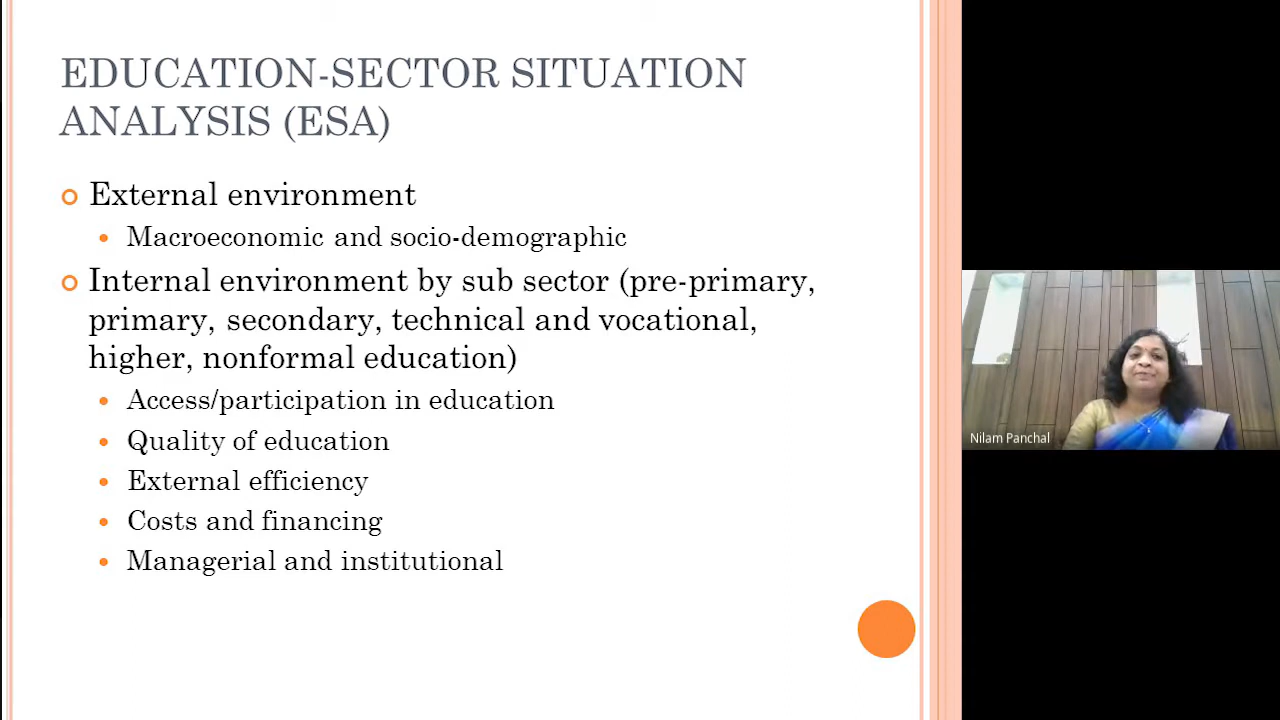 EDUCATION-SECTOR SITUATION
ANALYSIS (ESA)
External environment
Macroeconomic and socio-demographic
Internal environment by sub sector (pre-primary,
primary, secondary, technical and vocational,
higher, nonformal education)
Access/participation in education
Quality of education
External efficiency
Costs and financing
Managerial and institutional
Nilam Panchal